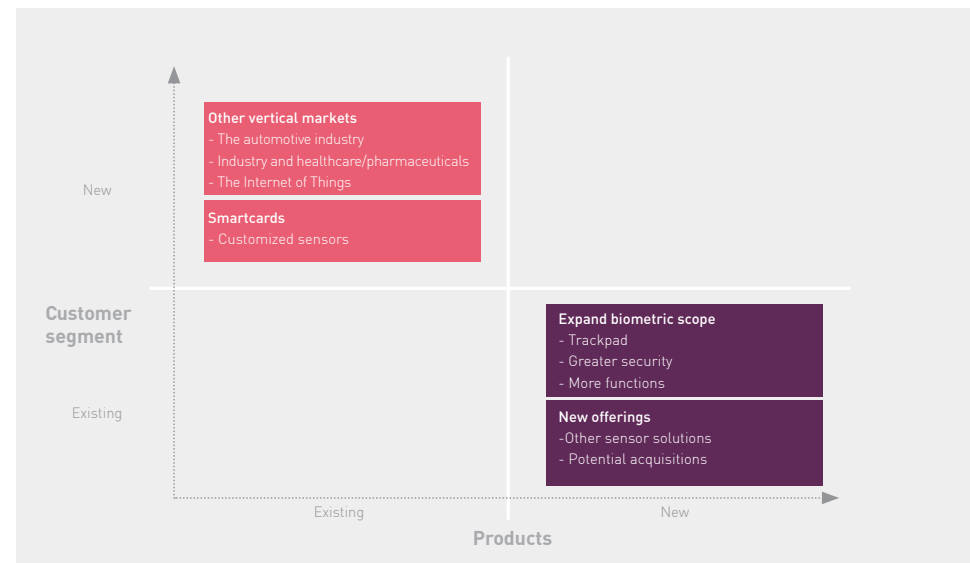 Other vertical markets
- The automotive industry
- Industry and healthcare/pharmaceuticals
- The Internet of Things
New
Smartcards
- Customized sensors
Customer
segment
Expand biometric scope
- Trackpad
- Greater security
- More functions
Existing
New offerings
-Other sensor solutions
- Potential acquisitions
Existing
New
Products